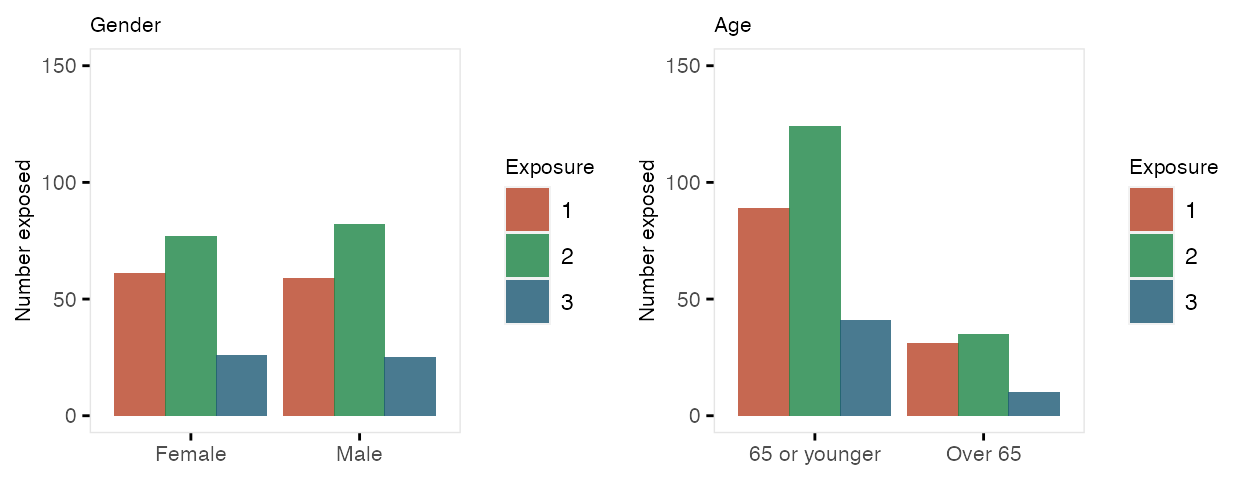 Gender
Number exposed
150
100
50
0
Female
Male
Exposure
1
2
3
Age
Number exposed
150
100
50
0
65 or younger
Over 65
Exposure
1
2
3